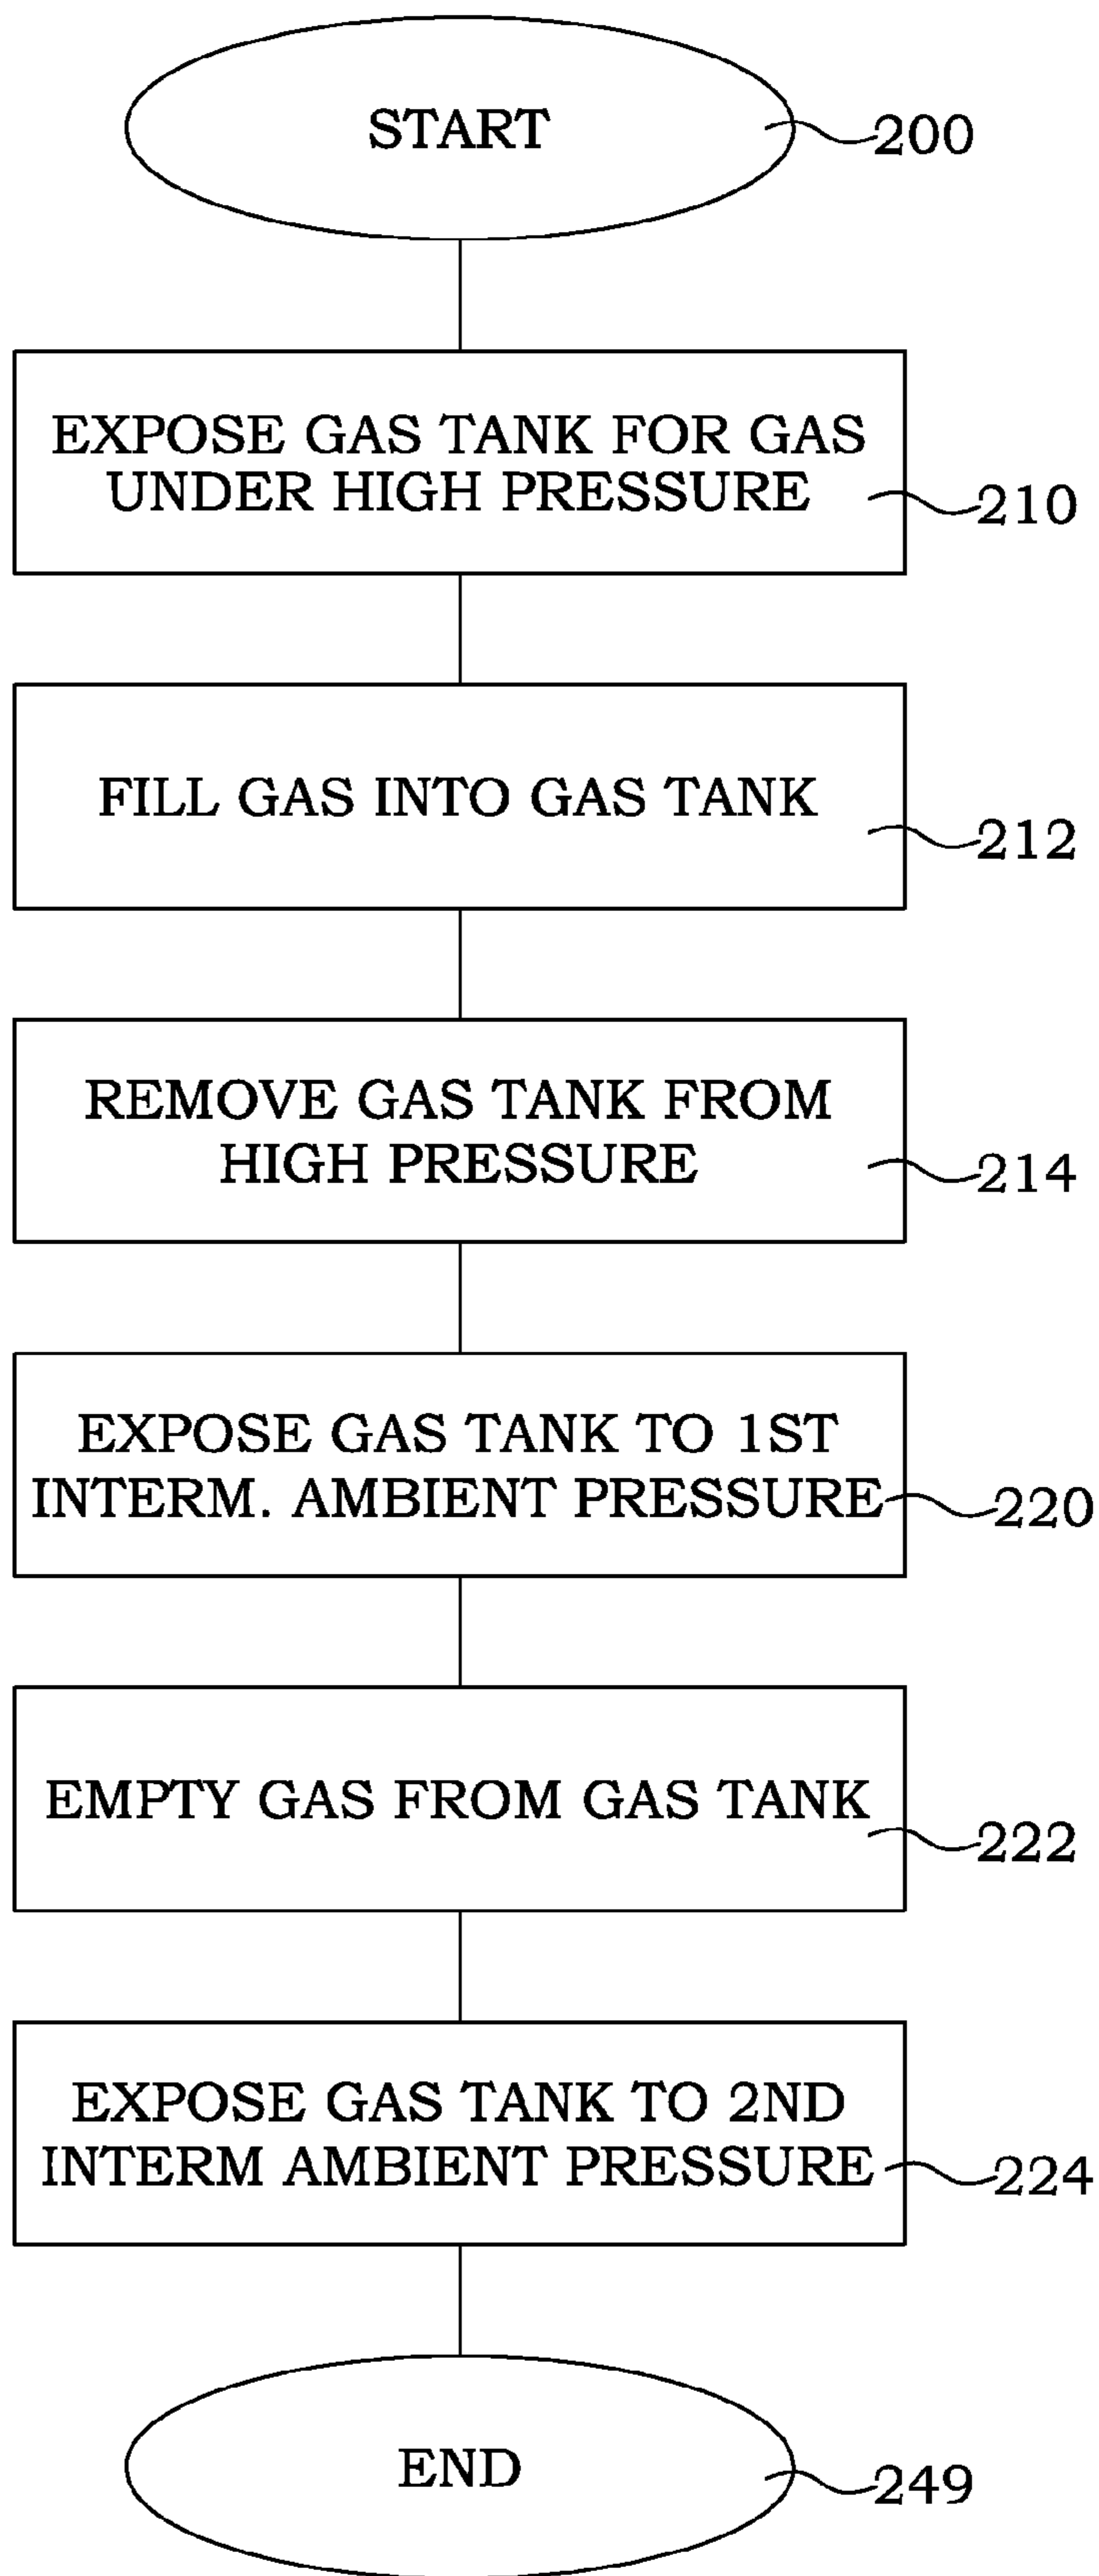 START
200
EXPOSE GAS TANK FOR GAS
UNDER HIGH PRESSURE
210
FILL GAS INTO GAS TANK
212
REMOVE GAS TANK FROM
HIGH PRESSURE
214
EXPOSE GAS TANK TO 1ST
INTERM. AMBIENT PRESSURE
220
EMPTY GAS FROM GAS TANK
222
EXPOSE GAS TANK TO 2ND
INTERM AMBIENT PRESSURE
224
END
249